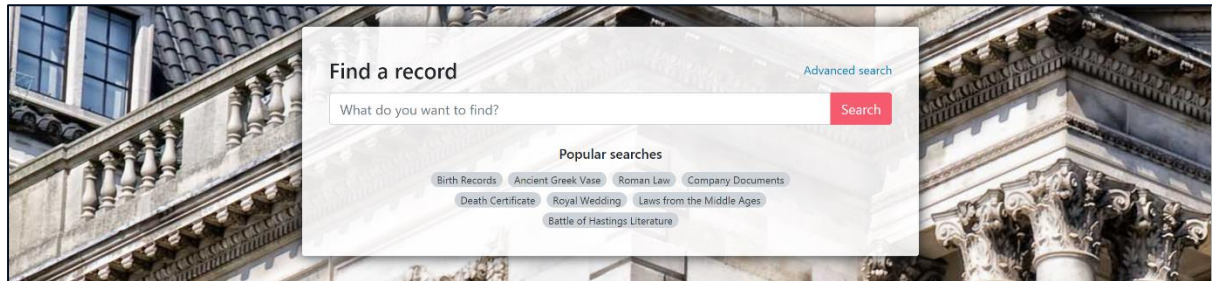 Find a record
Advanced search
What do you want to find?
Search
Popular searches
Birth Records Ancient Greek Vase Roman Law Company Documents
Death Certificate Royal Wedding Laws from the Middle Ages
Battle of Hastings Literature